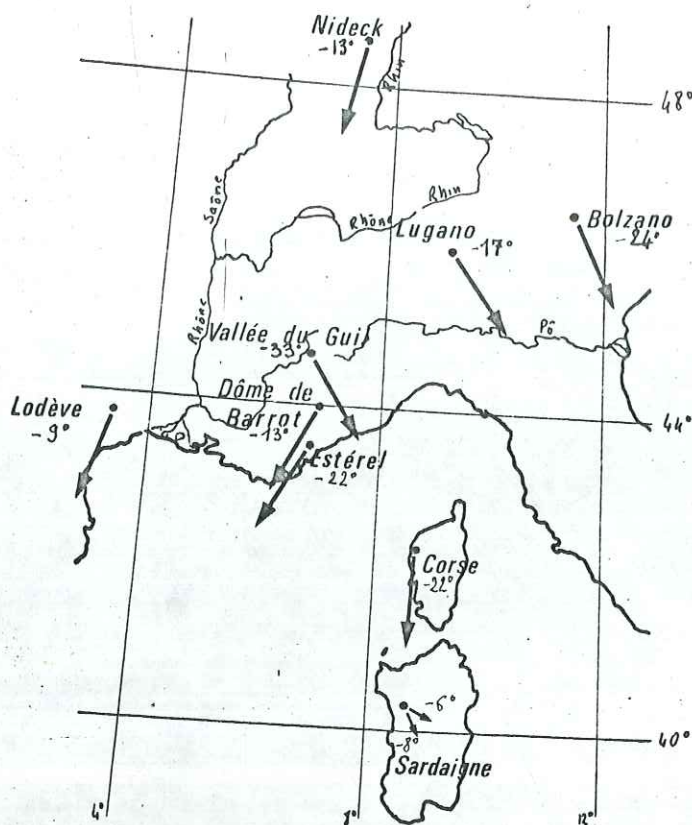 Nideck
-13°
Rhin
48°
Saône
Rhin
Rhône
Lugano
-17°
Bolzano
-24°
Rhône
Vallée du Guil
-33°
Pô
Dôme de
Barrot
-13°
Lodève
-9°
44°
Estérel
-22°
Corse
-22°
-6°
-8°
Sardaigne
40°
4°
8°
12°